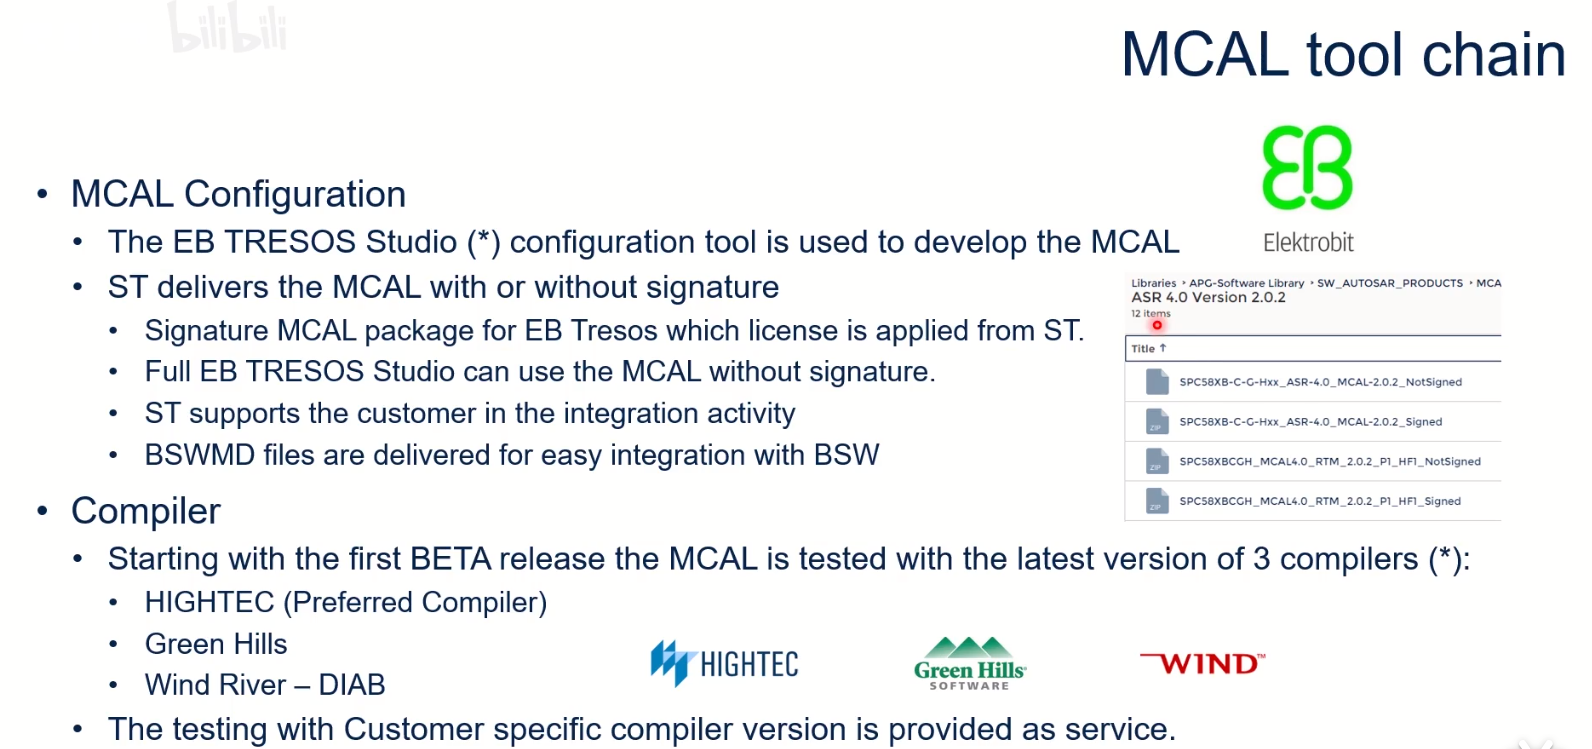 bilibili
MCAL tool chain
• MCAL Configuration
• The EB TRESOS Studio (*) configuration tool is used to develop the MCAL
• ST delivers the MCAL with or without signature
• Signature MCAL package for EB Tresos which license is applied from ST.
• Full EB TRESOS Studio can use the MCAL without signature.
• ST supports the customer in the integration activity
• BSWMD files are delivered for easy integration with BSW
• Compiler
• Starting with the first BETA release the MCAL is tested with the latest version of 3 compilers (*):
• HIGHTEC (Preferred Compiler)
• Green Hills
• Wind River – DIAB
• The testing with Customer specific compiler version is provided as service.
EB
Elektrobit
Libraries ‣ APG-Software Library ‣ SW_AUTOSAR_PRODUCTS ‣ MCA
ASR 4.0 Version 2.0.2
12 items
Title ↑
SPC58XB-C-G-Hxx_ASR-4.0_MCAL-2.0.2_NotSigned
ZIP SPC58XB-C-G-Hxx_ASR-4.0_MCAL-2.0.2_Signed
ZIP SPC58XBCGH_MCAL4.0_RTM_2.0.2_P1_HF1_NotSigned
ZIP SPC58XBCGH_MCAL4.0_RTM_2.0.2_P1_HF1_Signed
HIGHTEC
Green Hills®
SOFTWARE
WIND™